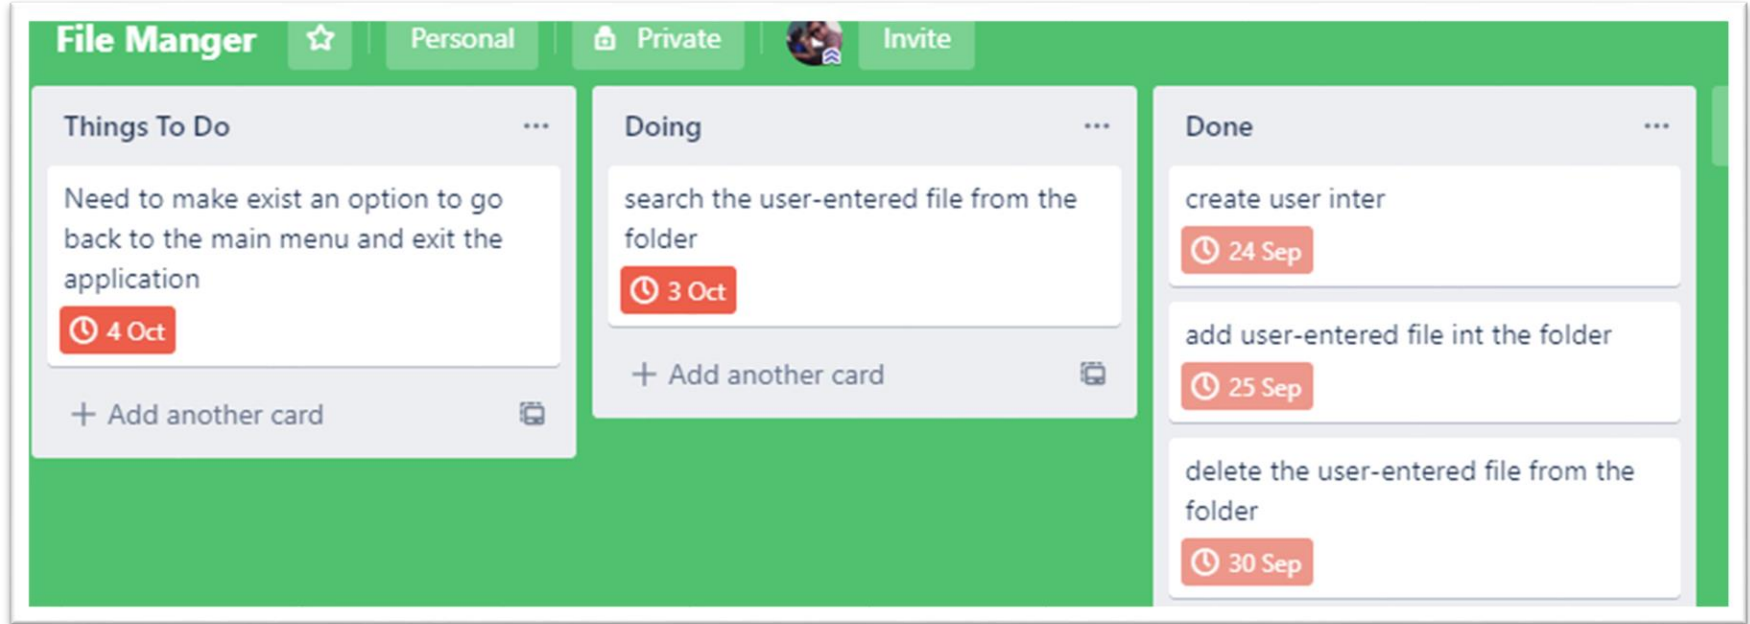 File Manger Personal Private Invite
Things To Do
Need to make exist an option to go
back to the main menu and exit the
application
4 Oct
+ Add another card
Doing
search the user-entered file from the
folder
3 Oct
+ Add another card
Done
create user inter
24 Sep
add user-entered file int the folder
25 Sep
delete the user-entered file from the
folder
30 Sep